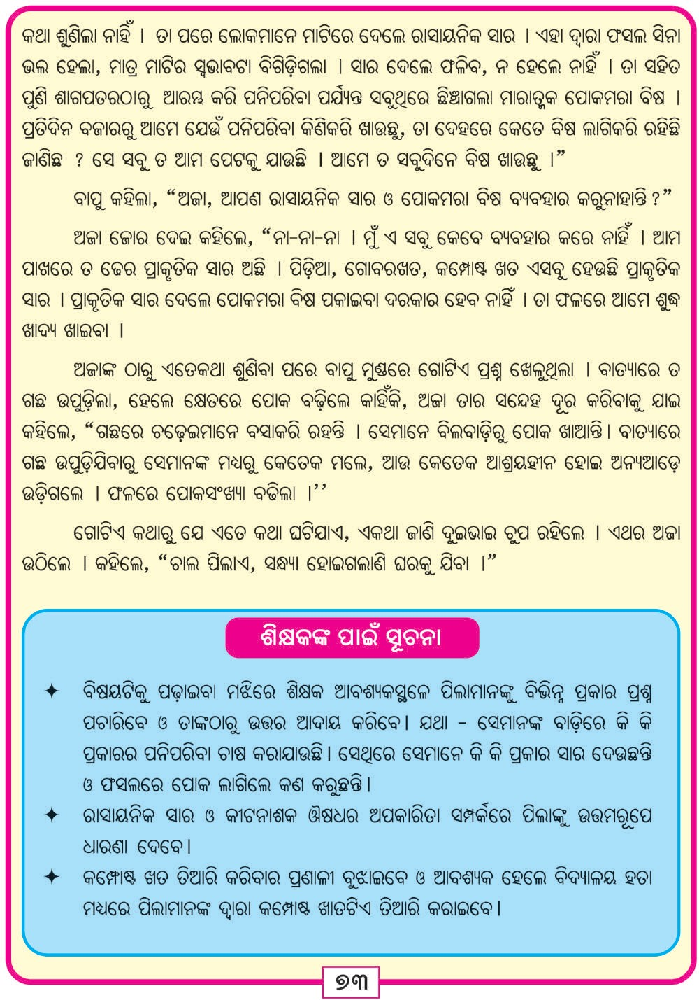 କଥା ଶୁଣିଲା ନାହିଁ । ତା ପରେ ଲୋକମାନେ ମାଟିରେ ଦେଲେ ରାସାୟନିକ ସାର । ଏହା ଦ୍ୱାରା ଫସଲ ସିନା
ଭଲ ହେଲା, ମାତ୍ର ମାଟିର ସ୍ୱଭାବଟା ବିଗିଡ଼ିଗଲା । ସାର ଦେଲେ ଫଳିବ, ନ ହେଲେ ନାହିଁ । ତା ସହିତ
ପୁଣି ଶାଗପତରଠାରୁ ଆରମ୍ଭ କରି ପନିପରିବା ପର୍ଯ୍ୟନ୍ତ ସବୁଥିରେ ଛିଞ୍ଚାଗଲା ମାରାତ୍ମକ ପୋକମରା ବିଷ ।
ପ୍ରତିଦିନ ବଜାରରୁ ଆମେ ଯେଉଁ ପନିପରିବା କିଣିକରି ଖାଉଛୁ, ତା ଦେହରେ କେତେ ବିଷ ଲାଗିକରି ରହିଛି
ଜାଣିଛ ? ସେ ସବୁ ତ ଆମ ପେଟକୁ ଯାଉଛି । ଆମେ ତ ସବୁଦିନେ ବିଷ ଖାଉଛୁ ।”
ବାପୁ କହିଲା, “ଅଜା, ଆପଣ ରାସାୟନିକ ସାର ଓ ପୋକମରା ବିଷ ବ୍ୟବହାର କରୁନାହାନ୍ତି ?”
ଅଜା ଜୋର ଦେଇ କହିଲେ, “ନା–ନା–ନା । ମୁଁ ଏ ସବୁ କେବେ ବ୍ୟବହାର କରେ ନାହିଁ । ଆମ
ପାଖରେ ତ ଢେର ପ୍ରାକୃତିକ ସାର ଅଛି । ପିଡ଼ିଆ, ଗୋବରଖତ, କମ୍ପୋଷ୍ଟ ଖତ ଏସବୁ ହେଉଛି ପ୍ରାକୃତିକ
ସାର । ପ୍ରାକୃତିକ ସାର ଦେଲେ ପୋକମରା ବିଷ ପକାଇବା ଦରକାର ହେବ ନାହିଁ । ତା ଫଳରେ ଆମେ ଶୁଦ୍ଧ
ଖାଦ୍ୟ ଖାଇବା ।
ଅଜାଙ୍କ ଠାରୁ ଏତେକଥା ଶୁଣିବା ପରେ ବାପୁ ମୁଣ୍ଡରେ ଗୋଟିଏ ପ୍ରଶ୍ନ ଖେଳୁଥିଲା । ବାତ୍ୟାରେ ତ
ଗଛ ଉପୁଡ଼ିଲା, ହେଲେ କ୍ଷେତରେ ପୋକ ବଢ଼ିଲେ କାହିଁକି, ଅଜା ତାର ସନ୍ଦେହ ଦୂର କରିବାକୁ ଯାଇ
କହିଲେ, “ଗଛରେ ଚଢ଼େଇମାନେ ବସାକରି ରହନ୍ତି । ସେମାନେ ବିଲବାଡ଼ିରୁ ପୋକ ଖାଆନ୍ତି। ବାତ୍ୟାରେ
ଗଛ ଉପୁଡ଼ିଯିବାରୁ ସେମାନଙ୍କ ମଧ୍ୟରୁ କେତେକ ମଲେ, ଆଉ କେତେକ ଆଶ୍ରୟହୀନ ହୋଇ ଅନ୍ୟଆଡ଼େ
ଉଡ଼ିଗଲେ । ଫଳରେ ପୋକସଂଖ୍ୟା ବଢିଲା ।’’
ଗୋଟିଏ କଥାରୁ ଯେ ଏତେ କଥା ଘଟିଯାଏ, ଏକଥା ଜାଣି ଦୁଇଭାଇ ଚୁପ ରହିଲେ । ଏଥର ଅଜା
ଉଠିଲେ । କହିଲେ, “ଚାଲ ପିଲାଏ, ସନ୍ଧ୍ୟା ହୋଇଗଲାଣି ଘରକୁ ଯିବା ।”
ଶିକ୍ଷକଙ୍କ ପାଇଁ ସୂଚନା
✦ ବିଷୟଟିକୁ ପଢ଼ାଇବା ମଝିରେ ଶିକ୍ଷକ ଆବଶ୍ୟକସ୍ଥଳେ ପିଲାମାନଙ୍କୁ ବିଭିନ୍ନ ପ୍ରକାର ପ୍ରଶ୍ନ
ପଚାରିବେ ଓ ତାଙ୍କଠାରୁ ଉତ୍ତର ଆଦାୟ କରିବେ। ଯଥା – ସେମାନଙ୍କ ବାଡ଼ିରେ କି କି
ପ୍ରକାରର ପନିପରିବା ଚାଷ କରାଯାଉଛି। ସେଥିରେ ସେମାନେ କି କି ପ୍ରକାର ସାର ଦେଉଛନ୍ତି
ଓ ଫସଲରେ ପୋକ ଲାଗିଲେ କଣ କରୁଛନ୍ତି।
✦ ରାସାୟନିକ ସାର ଓ କୀଟନାଶକ ଔଷଧର ଅପକାରିତା ସମ୍ପର୍କରେ ପିଲାଙ୍କୁ ଉତ୍ତମରୂପେ
ଧାରଣା ଦେବେ।
✦ କମ୍ଫୋଷ୍ଟ ଖତ ତିଆରି କରିବାର ପ୍ରଣାଳୀ ବୁଝାଇବେ ଓ ଆବଶ୍ୟକ ହେଲେ ବିଦ୍ୟାଳୟ ହତା
ମଧ୍ୟରେ ପିଲାମାନଙ୍କ ଦ୍ୱାରା କମ୍ପୋଷ୍ଟ ଖାତଟିଏ ତିଆରି କରାଇବେ।
୭୩